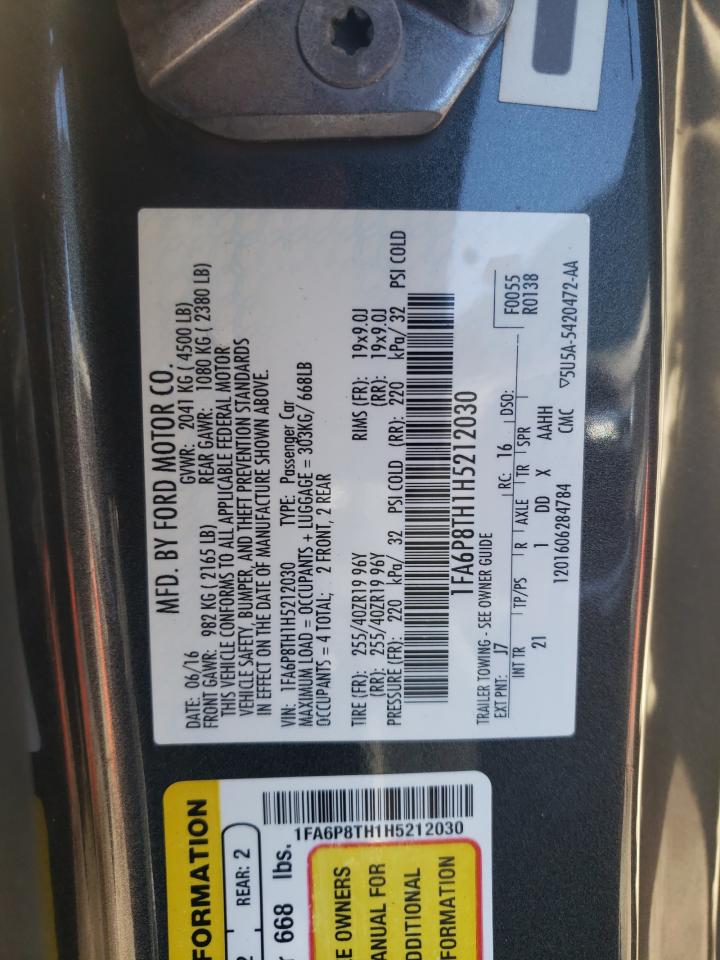 MFD. BY FORD MOTOR CO.
DATE: 06/16 GVWR: 2041 KG ( 4500 LB)
FRONT GAWR: 982 KG ( 2165 LB) REAR GAWR: 1080 KG ( 2380 LB)
THIS VEHICLE CONFORMS TO ALL APPLICABLE FEDERAL MOTOR
VEHICLE SAFETY, BUMPER, AND THEFT PREVENTION STANDARDS
IN EFFECT ON THE DATE OF MANUFACTURE SHOWN ABOVE.
VIN: 1FA6P8TH1H5212030 TYPE: Passenger Car
MAXIMUM LOAD = OCCUPANTS + LUGGAGE = 303KG/ 668LB
OCCUPANTS = 4 TOTAL; 2 FRONT, 2 REAR
TIRE (FR): 255/40ZR19 96Y RIMS (FR): 19x9.0J
(RR): 255/40ZR19 96Y (RR): 19x9.0J
PRESSURE (FR): 220 kPa/ 32 PSI COLD (RR): 220 kPa/ 32 PSI COLD
1FA6P8TH1H5212030
TRAILER TOWING - SEE OWNER GUIDE
EXT PNT: J7 RC: 16 DSO: F0055
R0138
INT TR TP/PS R AXLE TR SPR
21 1 DD X AAHH
1201606284784 CMC ▽5U5A-5420472-AA
FORMATION
2 REAR: 2
668 lbs.
1FA6P8TH1H5212030
E OWNERS
ANUAL FOR
DDITIONAL
FORMATION